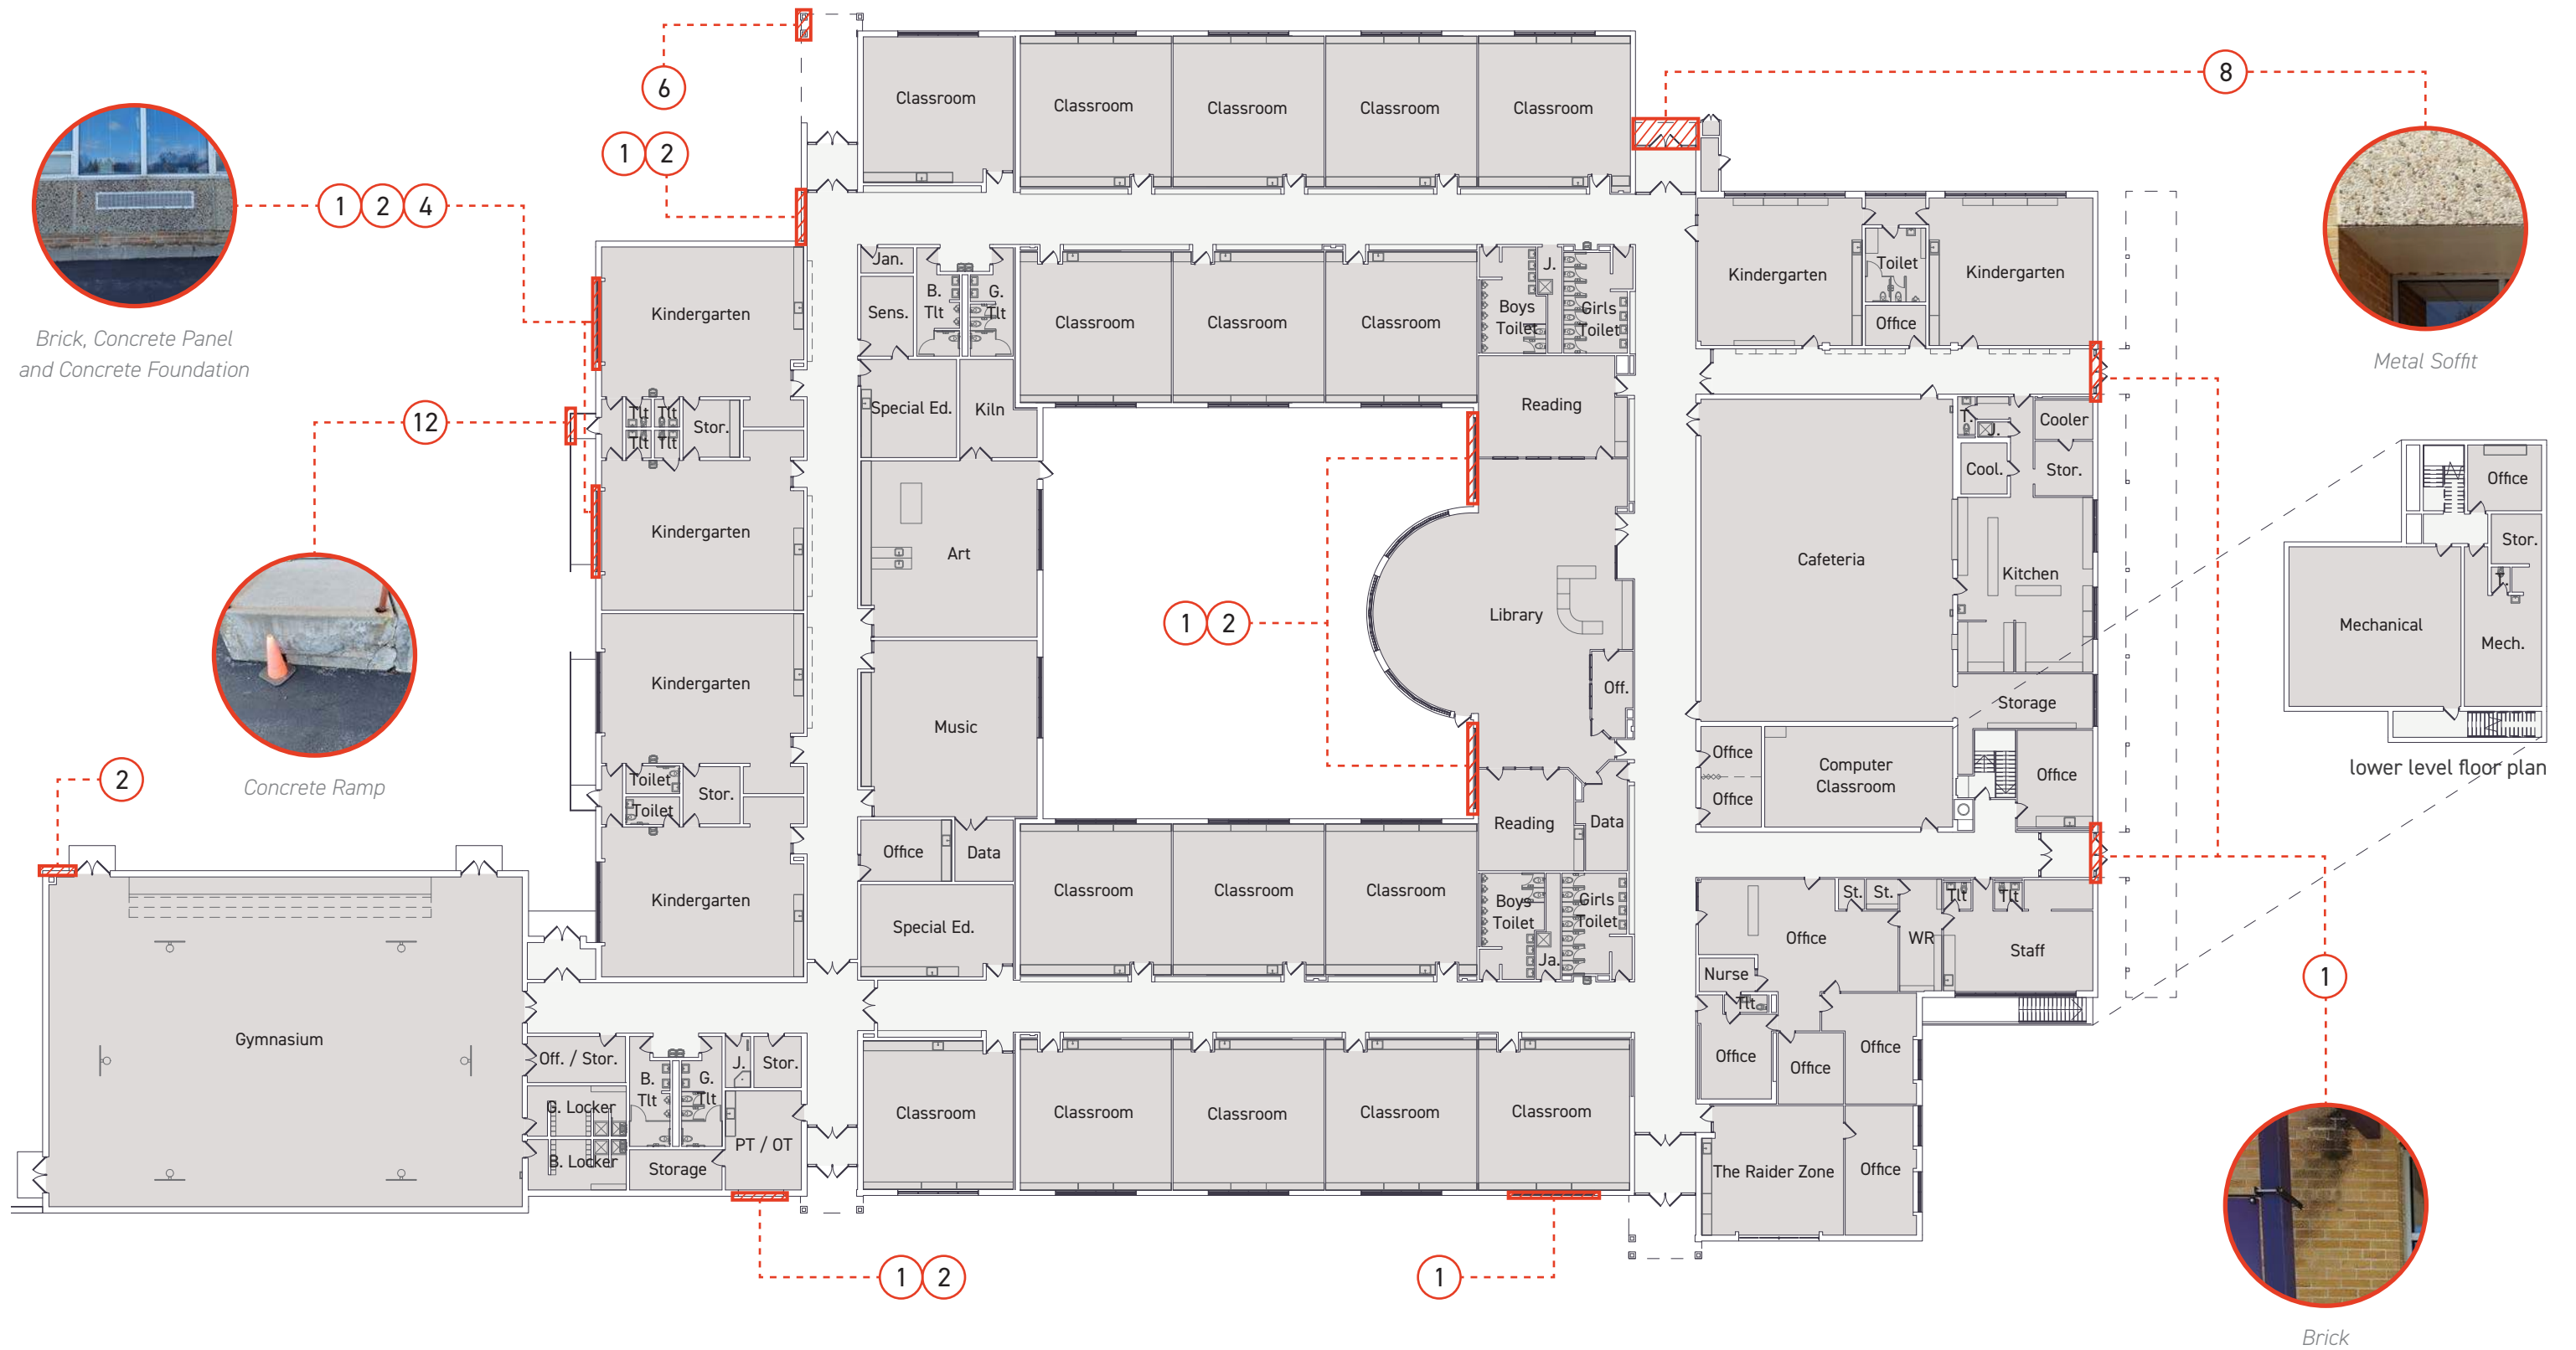 6
8
Classroom
Classroom
Classroom
Classroom
Classroom
1
2
1
2
4
Brick, Concrete Panel
and Concrete Foundation
Kindergarten
Jan.
Sens.
B.
Tlt
G.
Tlt
Classroom
Classroom
Classroom
Boys
Toilet
J.
Girls
Toilet
Kindergarten
Toilet
Office
Kindergarten
Metal Soffit
12
Tlt
Tlt
Tlt
Tlt
Stor.
Special Ed.
Kiln
Reading
T.
J.
Cooler
Cool.
Stor.
Office
Stor.
Kindergarten
Art
1
2
Library
Cafeteria
Kitchen
Mechanical
Mech.
Concrete Ramp
Kindergarten
Music
Off.
Storage
lower level floor plan
2
Toilet
Toilet
Stor.
Office
Office
Computer
Classroom
Office
Office
Data
Reading
Data
Kindergarten
Special Ed.
Classroom
Classroom
Classroom
Boys
Toilet
Ja.
Girls
Toilet
St.
St.
Tlt
Tlt
Office
WR
Staff
Nurse
Tlt
1
Gymnasium
Off. / Stor.
B.
Tlt
G.
Tlt
J.
Stor.
G. Locker
B. Locker
Storage
PT / OT
Classroom
Classroom
Classroom
Classroom
Classroom
Office
Office
Office
The Raider Zone
Office
1
2
1
Brick